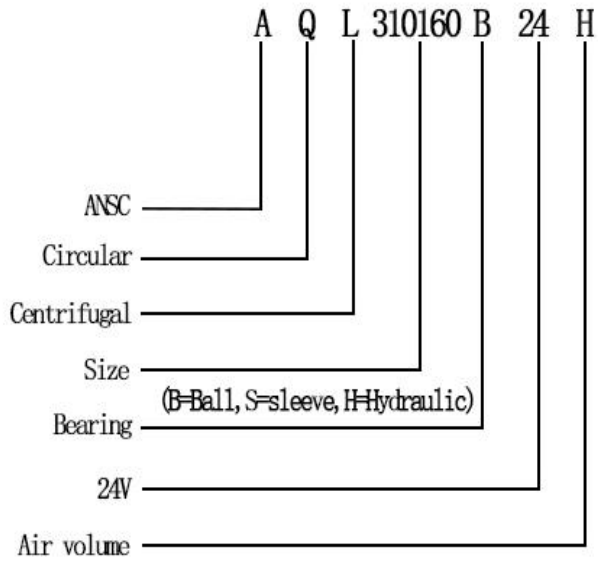 A Q L 310160 B 24 H
ANSC
Circular
Centrifugal
Size
(B=Ball, S=sleeve, H=Hydraulic)
Bearing
24V
Air volume